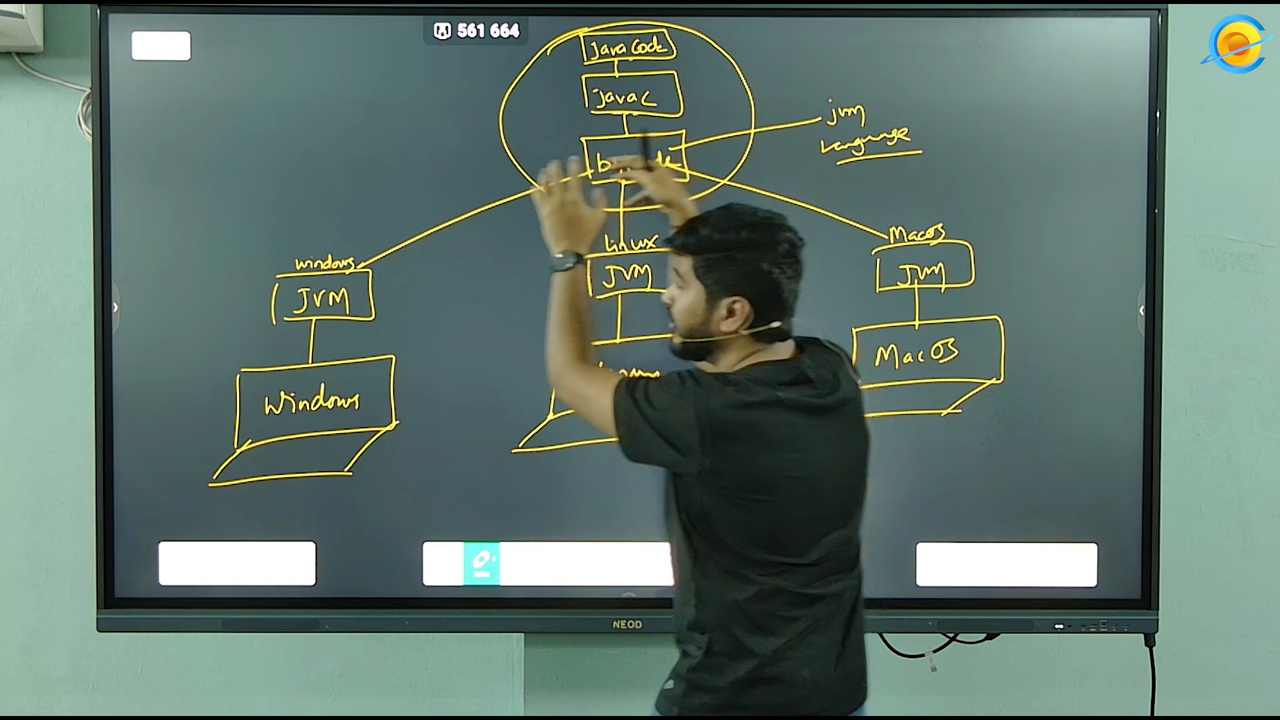 561 664
Java Code
javac
jvm
Language
Linux
MacOS
windows
JVM
JVM
JVM
MacOS
Windows
NEOD